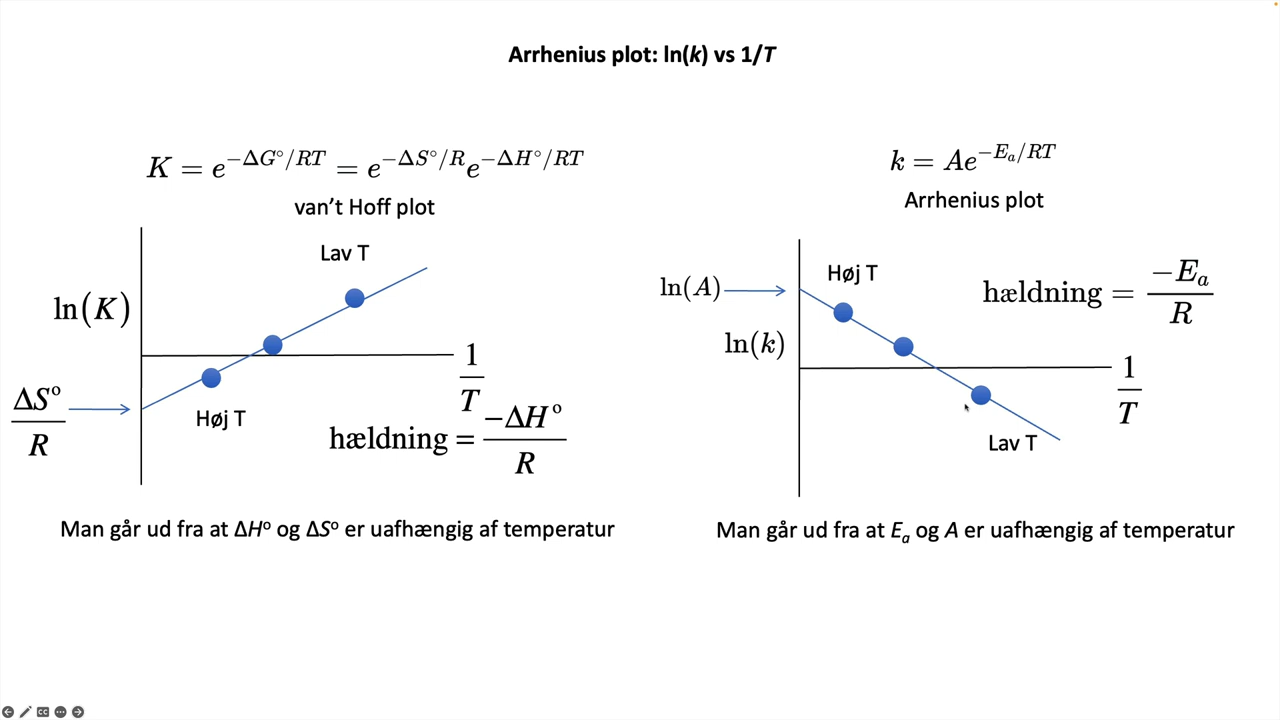 Arrhenius plot: ln(k) vs 1/T
K = e^{-ΔG°/RT} = e^{-ΔS°/R}e^{-ΔH°/RT}
van't Hoff plot
Lav T
ln(K)
1/T
ΔS°/R
Høj T
hældning = -ΔH°/R
Man går ud fra at ΔH° og ΔS° er uafhængig af temperatur
k = Ae^{-E_a/RT}
Arrhenius plot
ln(A)
Høj T
hældning = -E_a/R
ln(k)
1/T
Lav T
Man går ud fra at E_a og A er uafhængig af temperatur